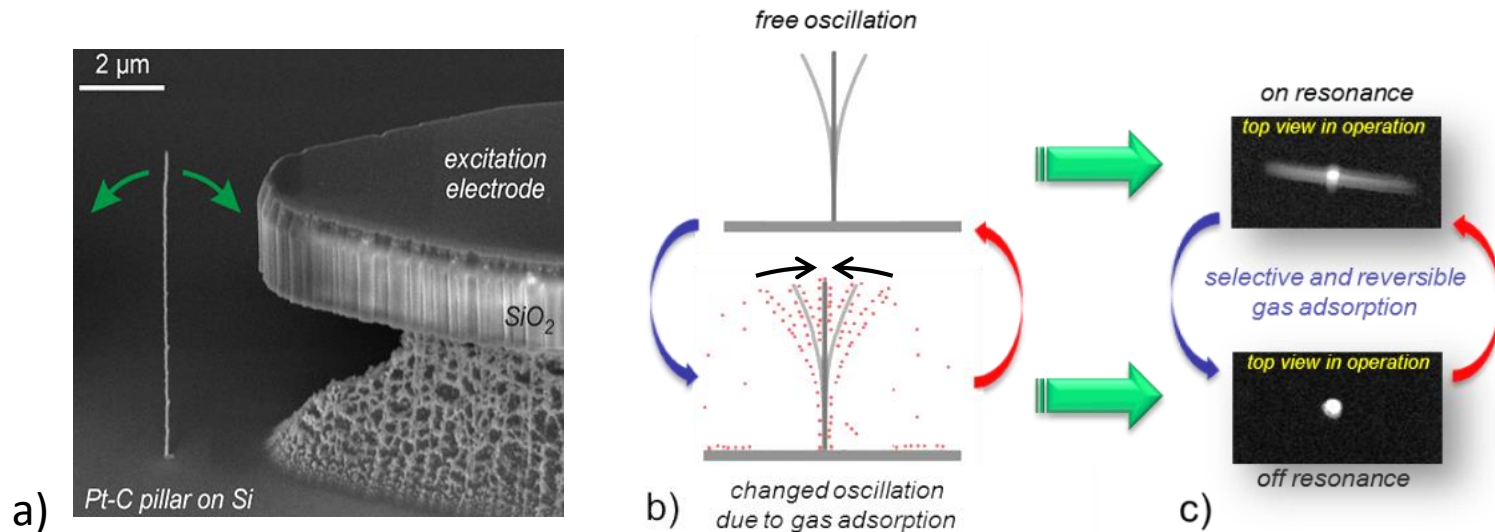 2 µm
excitation
electrode
SiO2
Pt-C pillar on Si
a)
free oscillation
changed oscillation
due to gas adsorption
b)
on resonance
top view in operation
selective and reversible
gas adsorption
top view in operation
off resonance
c)